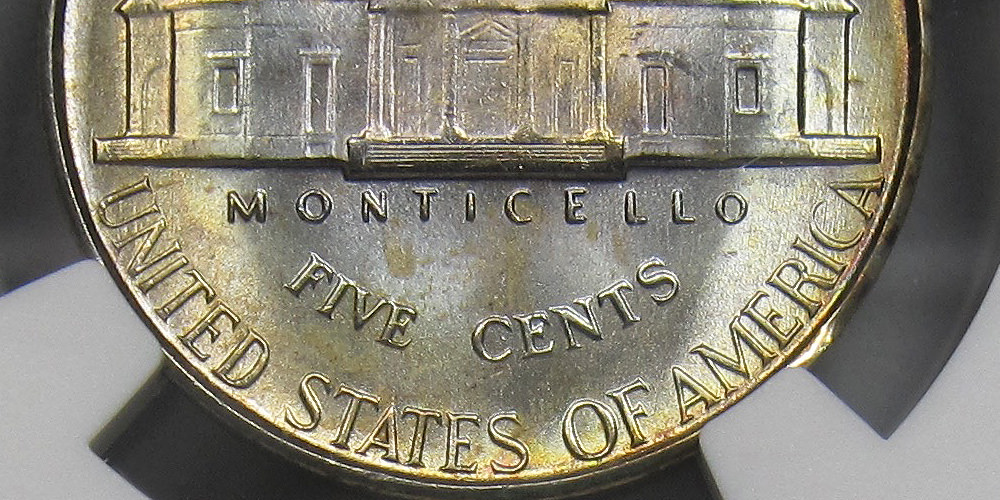 MONTICELLO
FIVE CENTS
UNITED STATES OF AMERICA